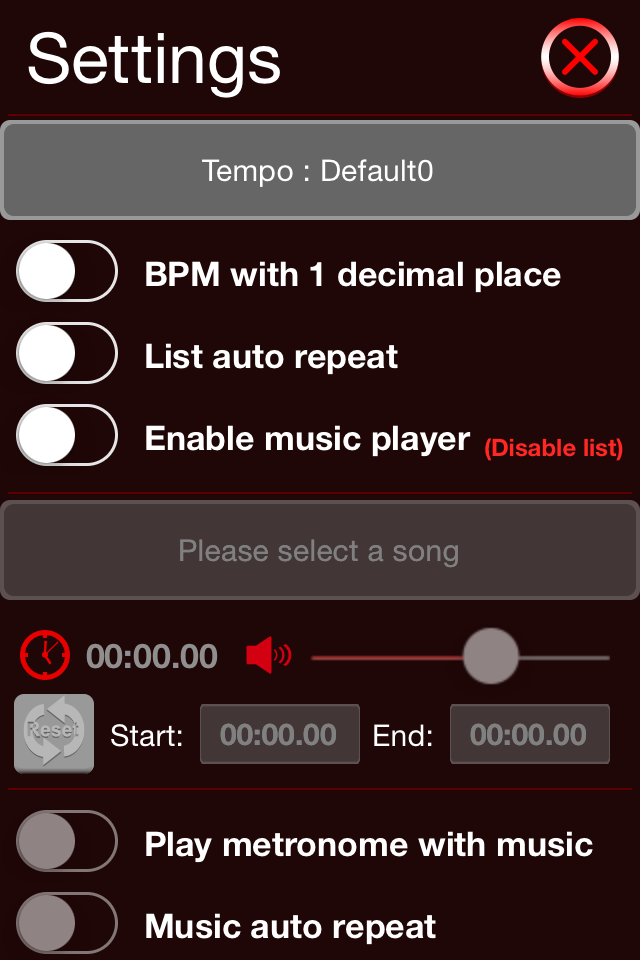 Settings
Tempo : Default0
BPM with 1 decimal place
List auto repeat
Enable music player (Disable list)
Please select a song
00:00.00
Reset Start: 00:00.00 End: 00:00.00
Play metronome with music
Music auto repeat